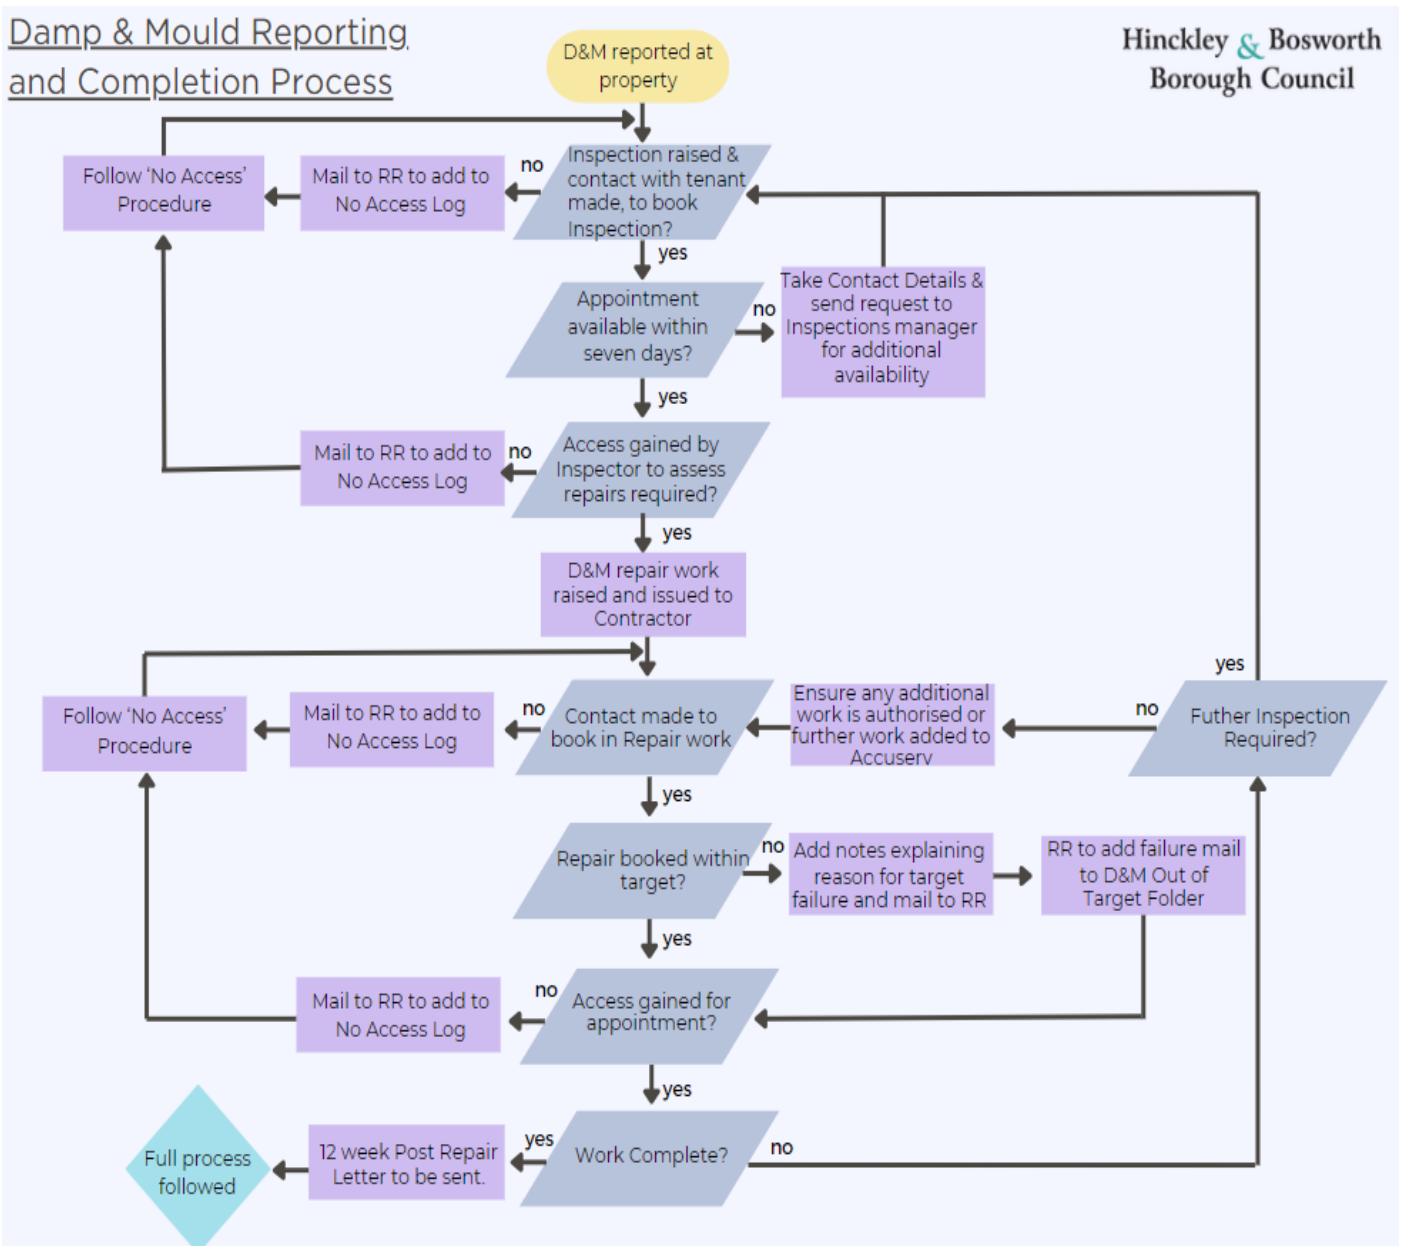 Damp & Mould Reporting
and Completion Process
Hinckley & Bosworth
Borough Council
D&M reported at
property
Inspection raised &
contact with tenant
made, to book
Inspection?
no
Mail to RR to add to
No Access Log
Follow ‘No Access’
Procedure
yes
Appointment
available within
seven days?
no
Take Contact Details &
send request to
Inspections manager
for additional
availability
yes
Access gained by
Inspector to assess
repairs required?
no
Mail to RR to add to
No Access Log
yes
D&M repair work
raised and issued to
Contractor
Contact made to
book in Repair work
no
Mail to RR to add to
No Access Log
Follow ‘No Access’
Procedure
Ensure any additional
work is authorised or
further work added to
Accuserv
no
Futher Inspection
Required?
yes
yes
Repair booked within
target?
no
Add notes explaining
reason for target
failure and mail to RR
RR to add failure mail
to D&M Out of
Target Folder
yes
Access gained for
appointment?
no
Mail to RR to add to
No Access Log
yes
Work Complete?
no
yes
12 week Post Repair
Letter to be sent.
Full process
followed